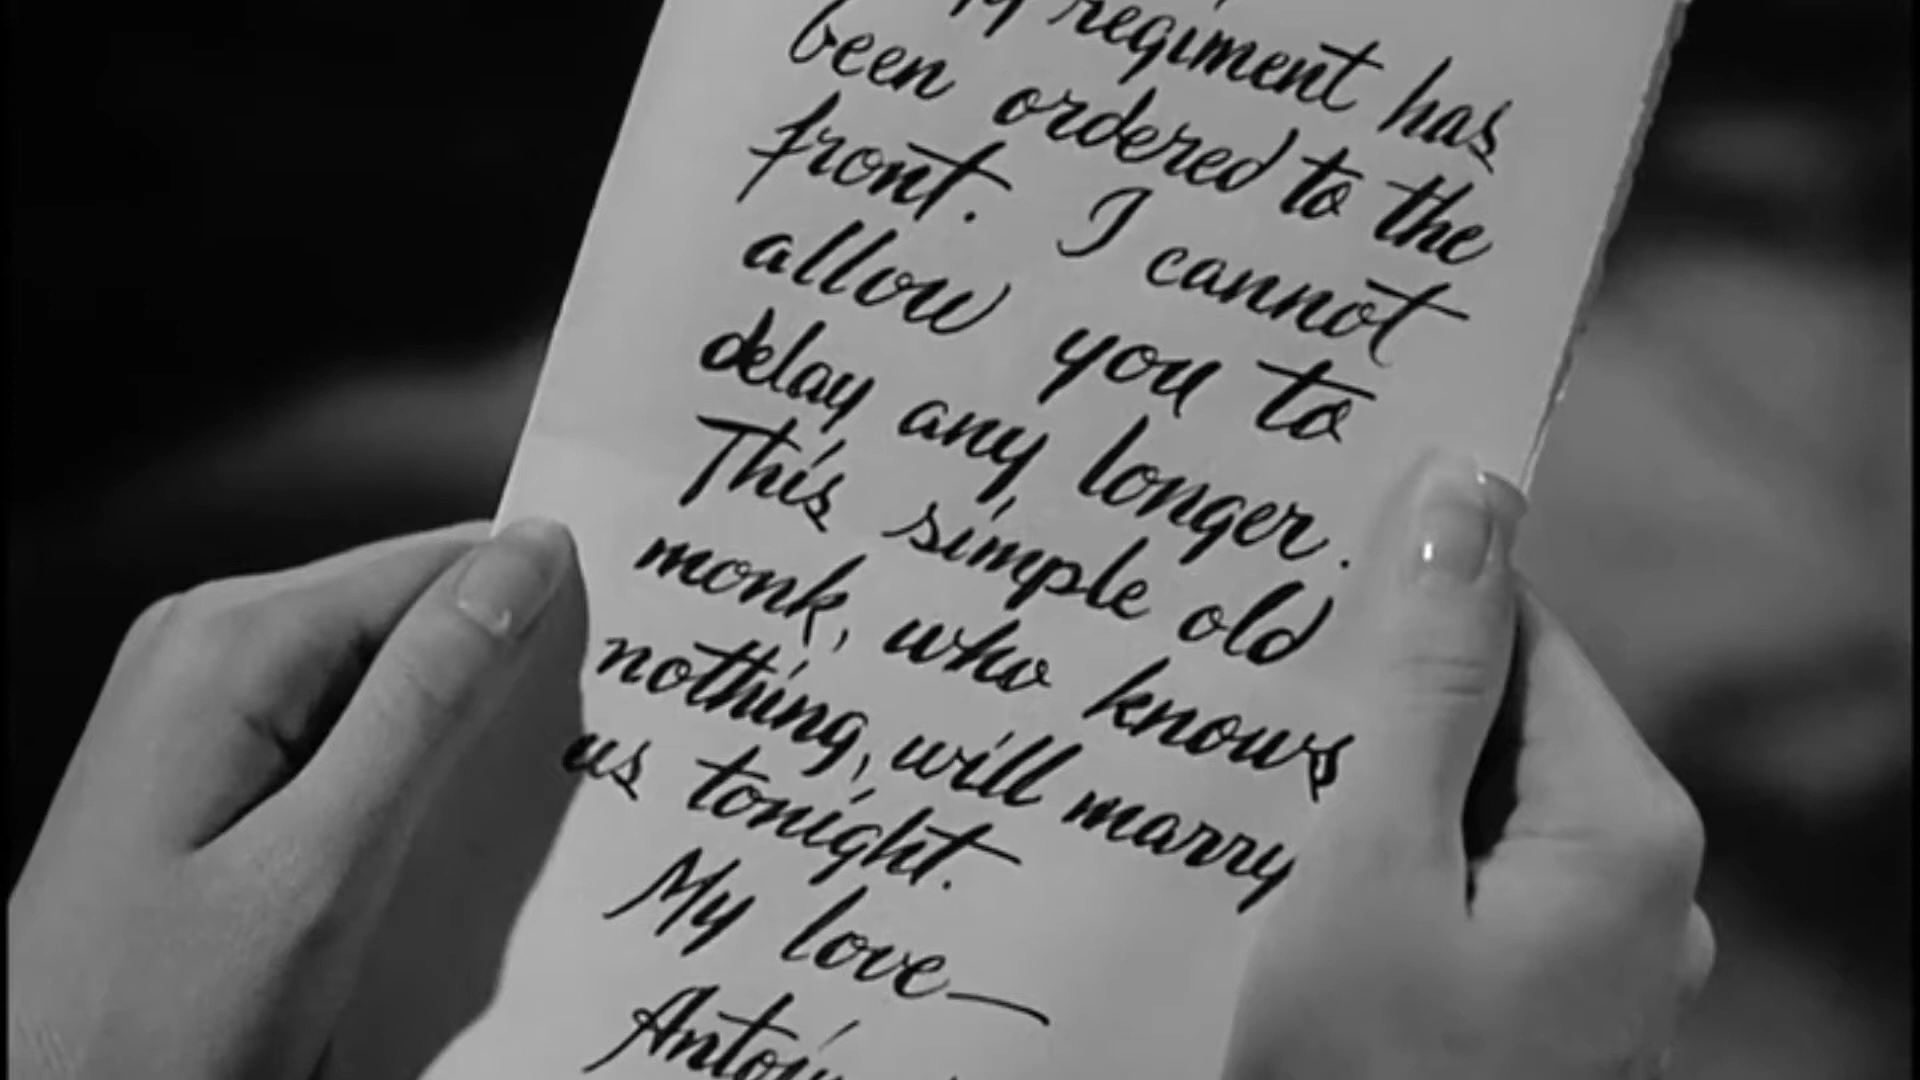 regiment has
been ordered to the
front. I cannot
allow you to
delay any longer.
This simple old
monk, who knows
nothing, will marry
us tonight.
My love—